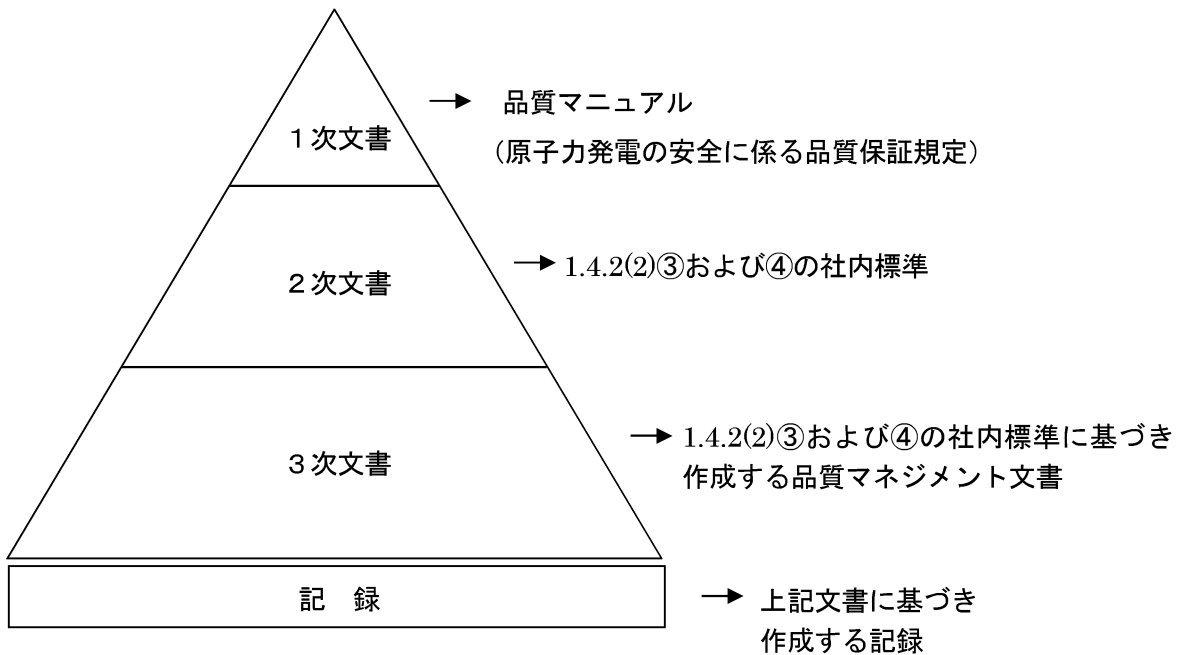 品質マニュアル
1次文書
(原子力発電の安全に係る品質保証規定)
2次文書
1.4.2(2)③および④の社内標準
3次文書
1.4.2(2)③および④の社内標準に基づき
作成する品質マネジメント文書
記　録
上記文書に基づき
作成する記録